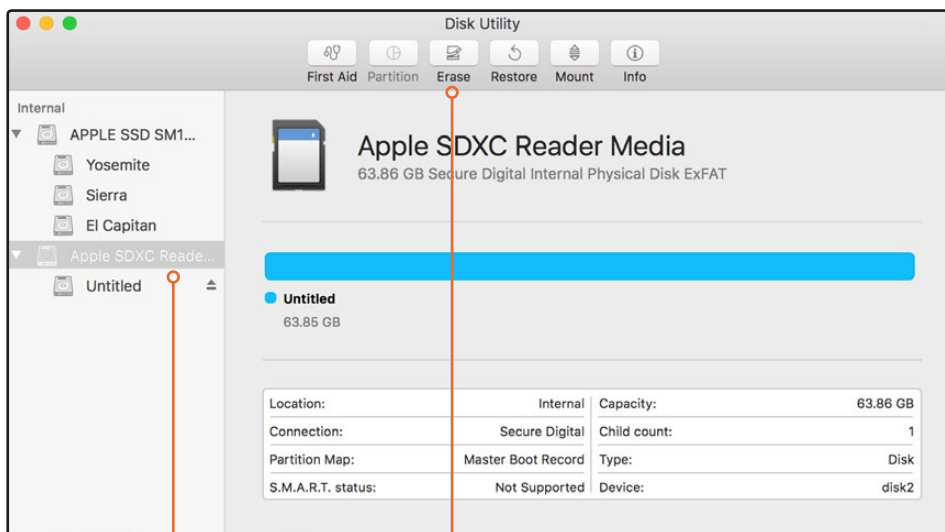 Disk Utility
First Aid Partition Erase Restore Mount Info
Internal
APPLE SSD SM1...
Yosemite
Sierra
El Capitan
Apple SDXC Reade...
Untitled
Apple SDXC Reader Media
63.86 GB Secure Digital Internal Physical Disk ExFAT
Untitled
63.85 GB
Location: Internal Capacity: 63.86 GB
Connection: Secure Digital Child count: 1
Partition Map: Master Boot Record Type: Disk
S.M.A.R.T. status: Not Supported Device: disk2